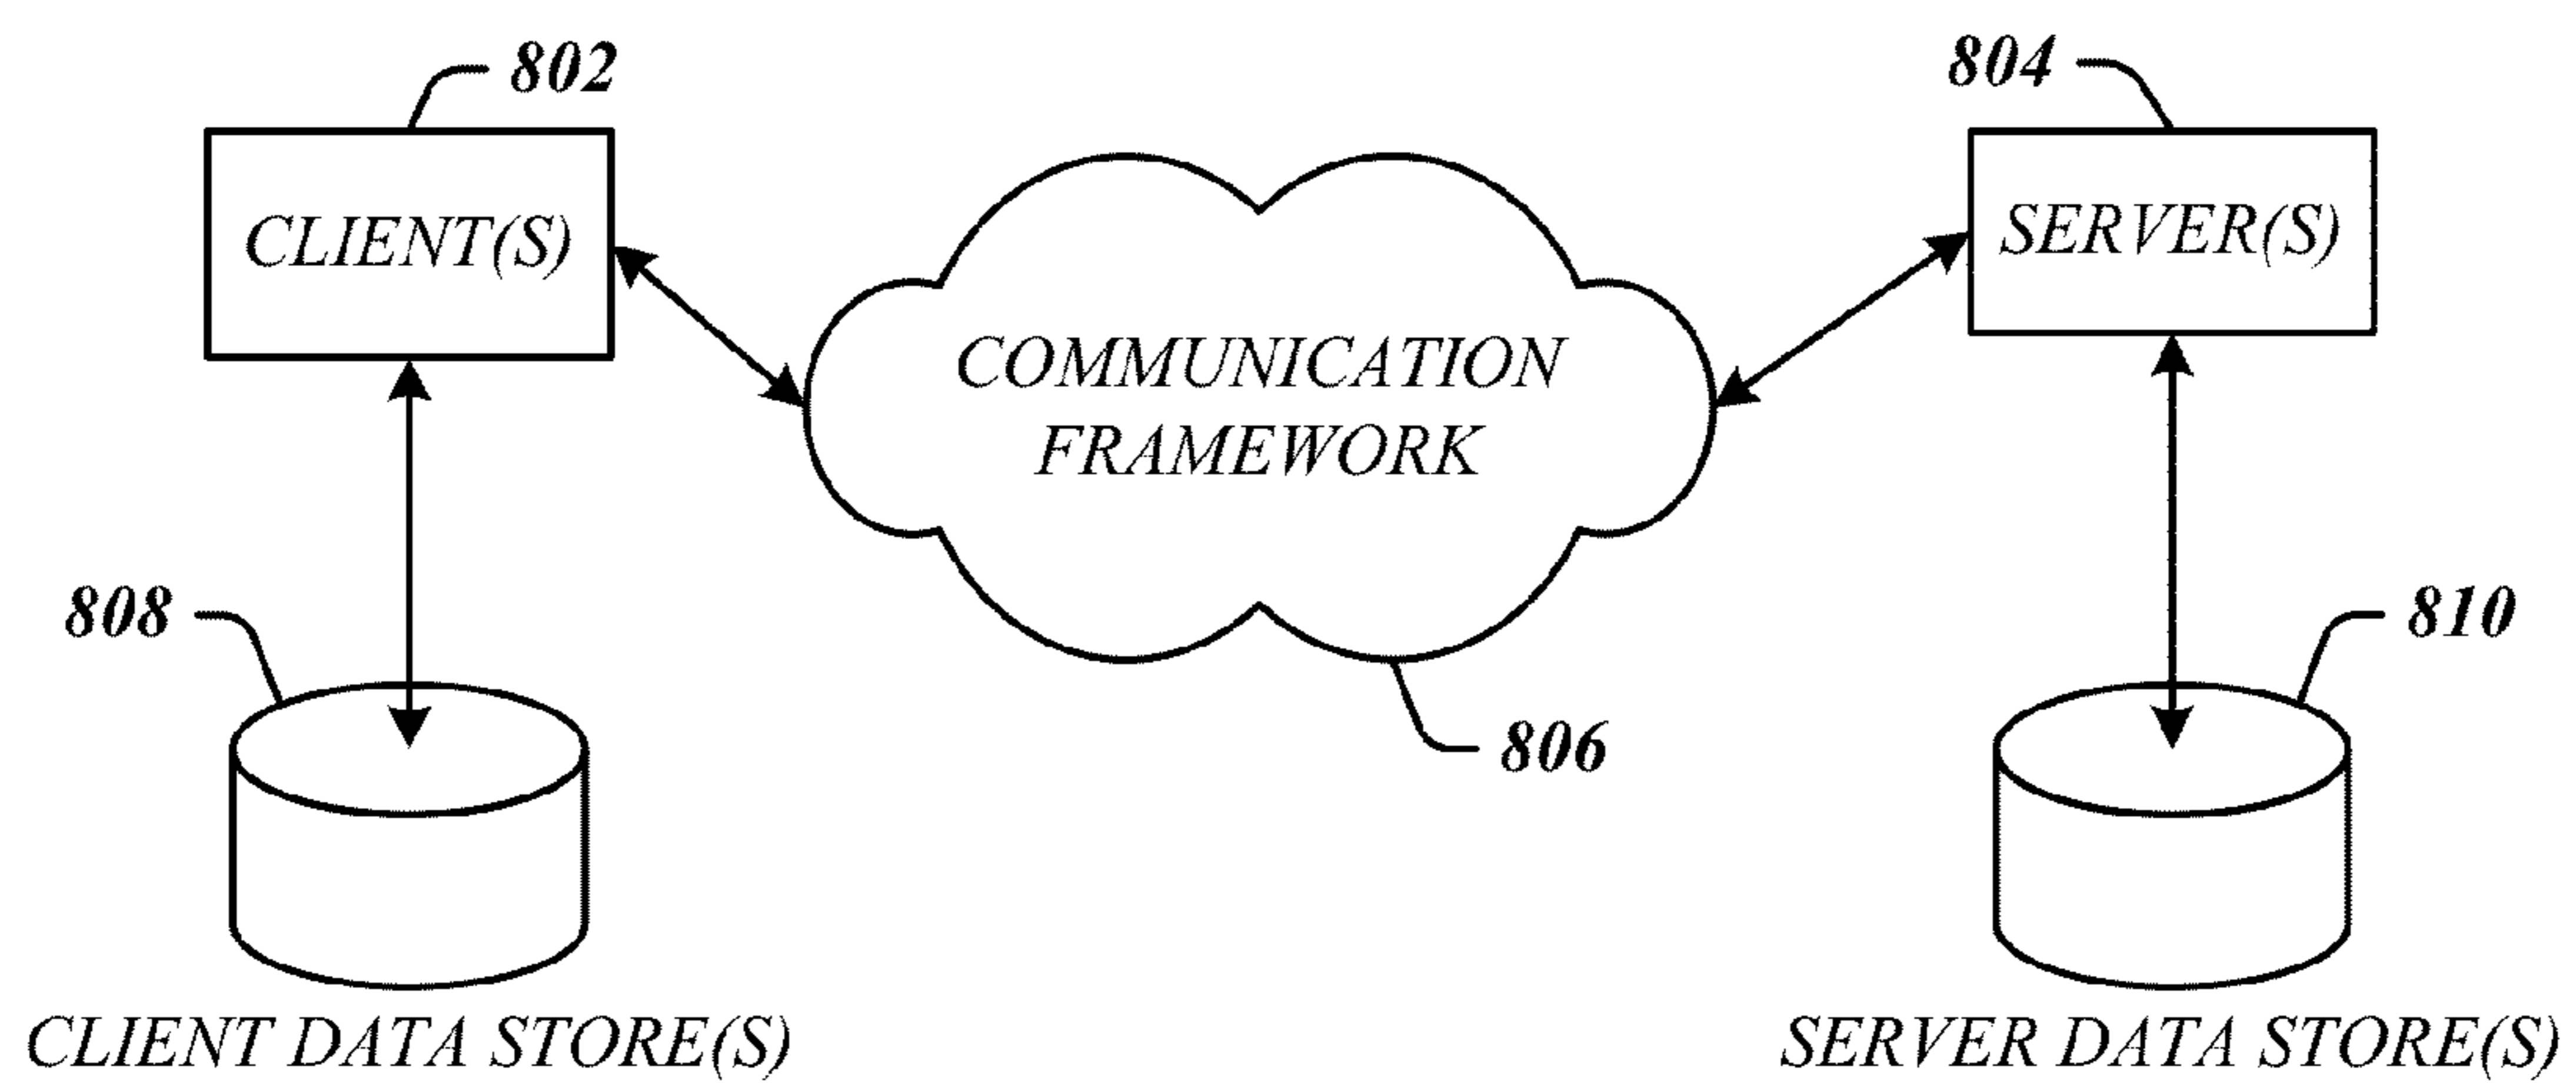 802
804
CLIENT(S)
SERVER(S)
COMMUNICATION
FRAMEWORK
808
810
806
CLIENT DATA STORE(S)
SERVER DATA STORE(S)